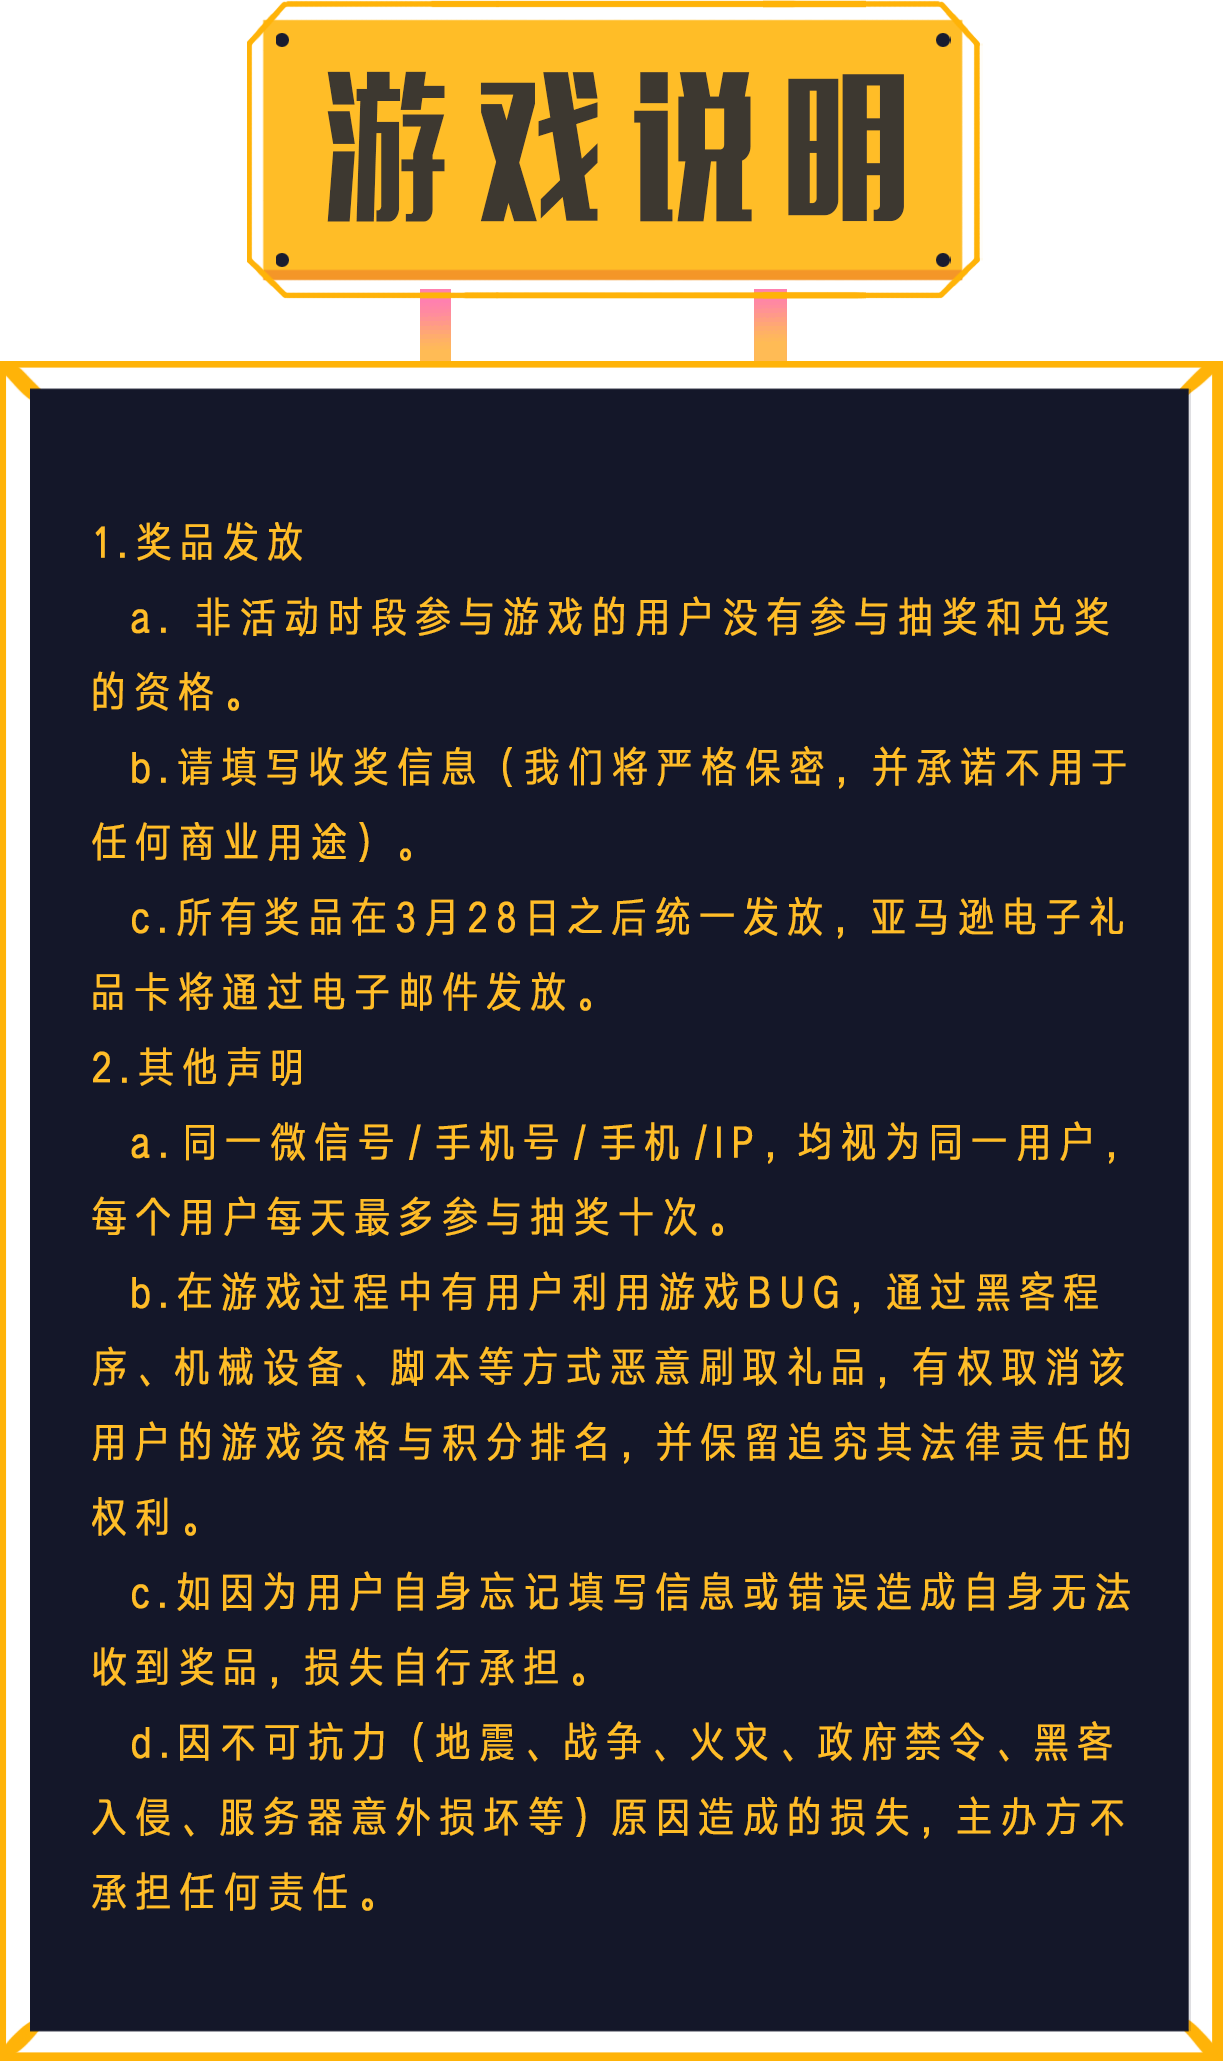 游戏说明
1.奖品发放
a. 非活动时段参与游戏的用户没有参与抽奖和兑奖
的资格。
b.请填写收奖信息（我们将严格保密，并承诺不用于
任何商业用途）。
c.所有奖品在3月28日之后统一发放，亚马逊电子礼
品卡将通过电子邮件发放。
2.其他声明
a.同一微信号/手机号/手机/IP，均视为同一用户，
每个用户每天最多参与抽奖十次。
b.在游戏过程中有用户利用游戏BUG，通过黑客程
序、机械设备、脚本等方式恶意刷取礼品，有权取消该
用户的游戏资格与积分排名，并保留追究其法律责任的
权利。
c.如因为用户自身忘记填写信息或错误造成自身无法
收到奖品，损失自行承担。
d.因不可抗力（地震、战争、火灾、政府禁令、黑客
入侵、服务器意外损坏等）原因造成的损失，主办方不
承担任何责任。